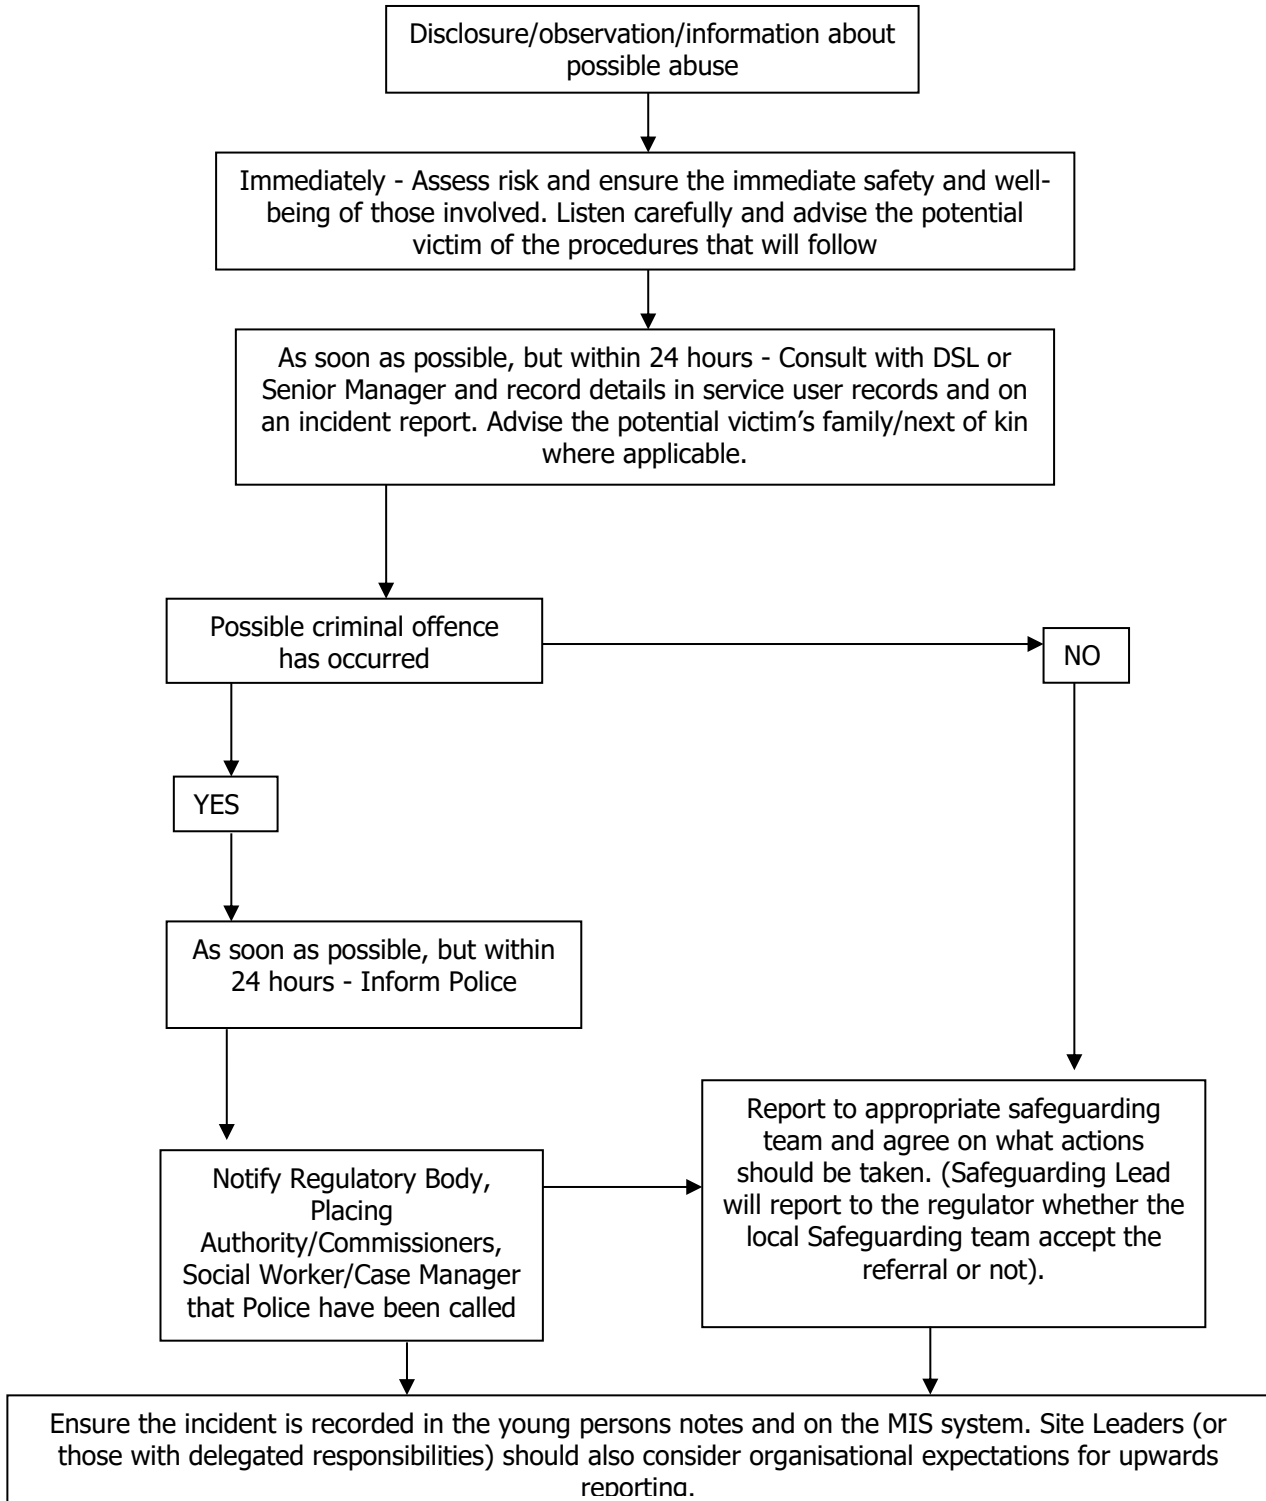 Disclosure/observation/information about
possible abuse
Immediately - Assess risk and ensure the immediate safety and well-
being of those involved. Listen carefully and advise the potential
victim of the procedures that will follow
As soon as possible, but within 24 hours - Consult with DSL or
Senior Manager and record details in service user records and on
an incident report. Advise the potential victim’s family/next of kin
where applicable.
Possible criminal offence
has occurred
NO
YES
As soon as possible, but within
24 hours - Inform Police
Notify Regulatory Body,
Placing
Authority/Commissioners,
Social Worker/Case Manager
that Police have been called
Report to appropriate safeguarding
team and agree on what actions
should be taken. (Safeguarding Lead
will report to the regulator whether the
local Safeguarding team accept the
referral or not).
Ensure the incident is recorded in the young persons notes and on the MIS system. Site Leaders (or
those with delegated responsibilities) should also consider organisational expectations for upwards
reporting.